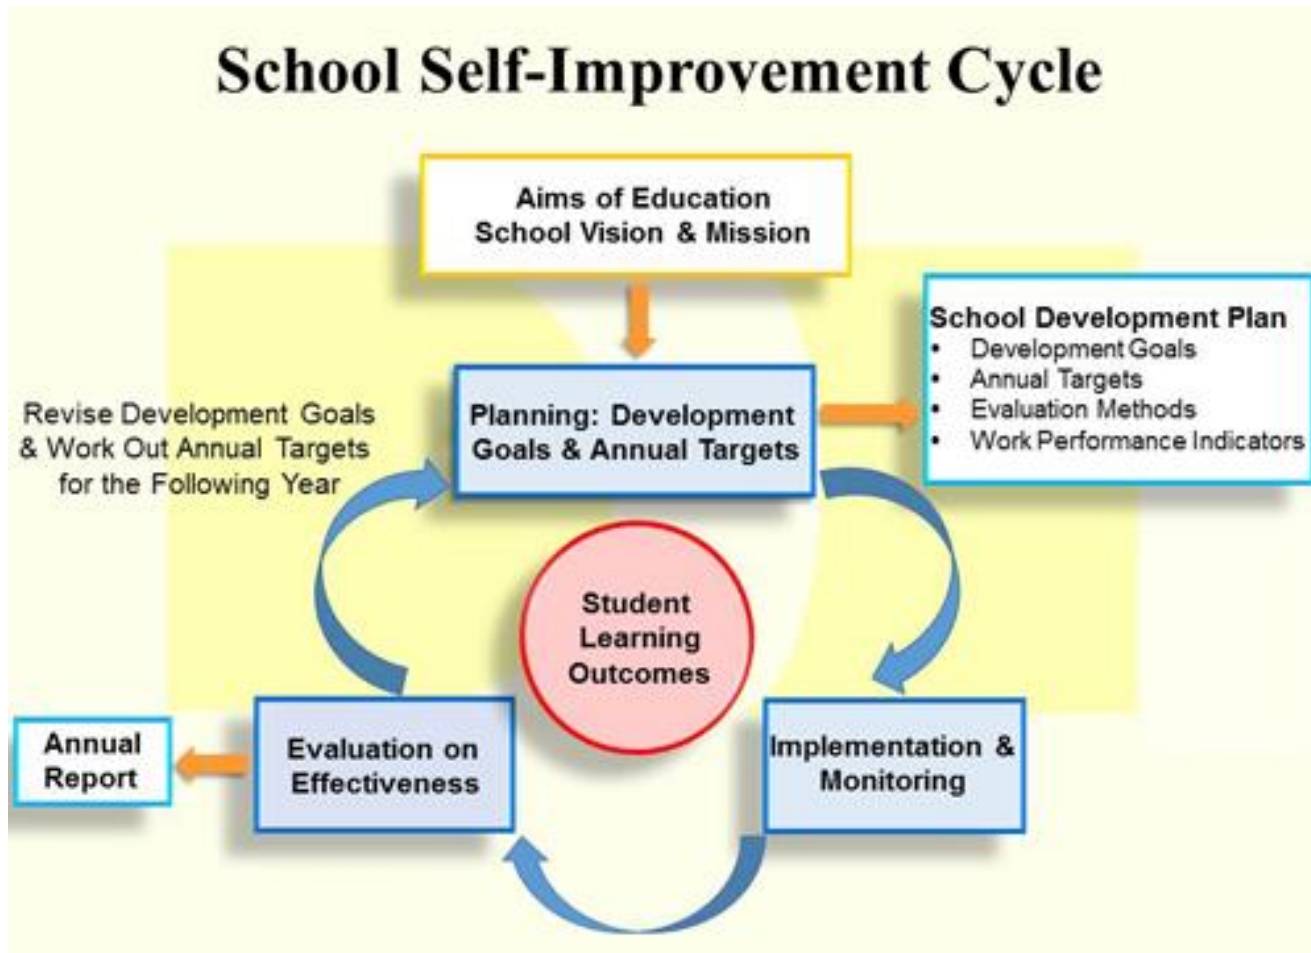 School Self-Improvement Cycle
Aims of Education
School Vision & Mission
School Development Plan
• Development Goals
• Annual Targets
• Evaluation Methods
• Work Performance Indicators
Planning: Development
Goals & Annual Targets
Revise Development Goals
& Work Out Annual Targets
for the Following Year
Student
Learning
Outcomes
Implementation &
Monitoring
Evaluation on
Effectiveness
Annual
Report